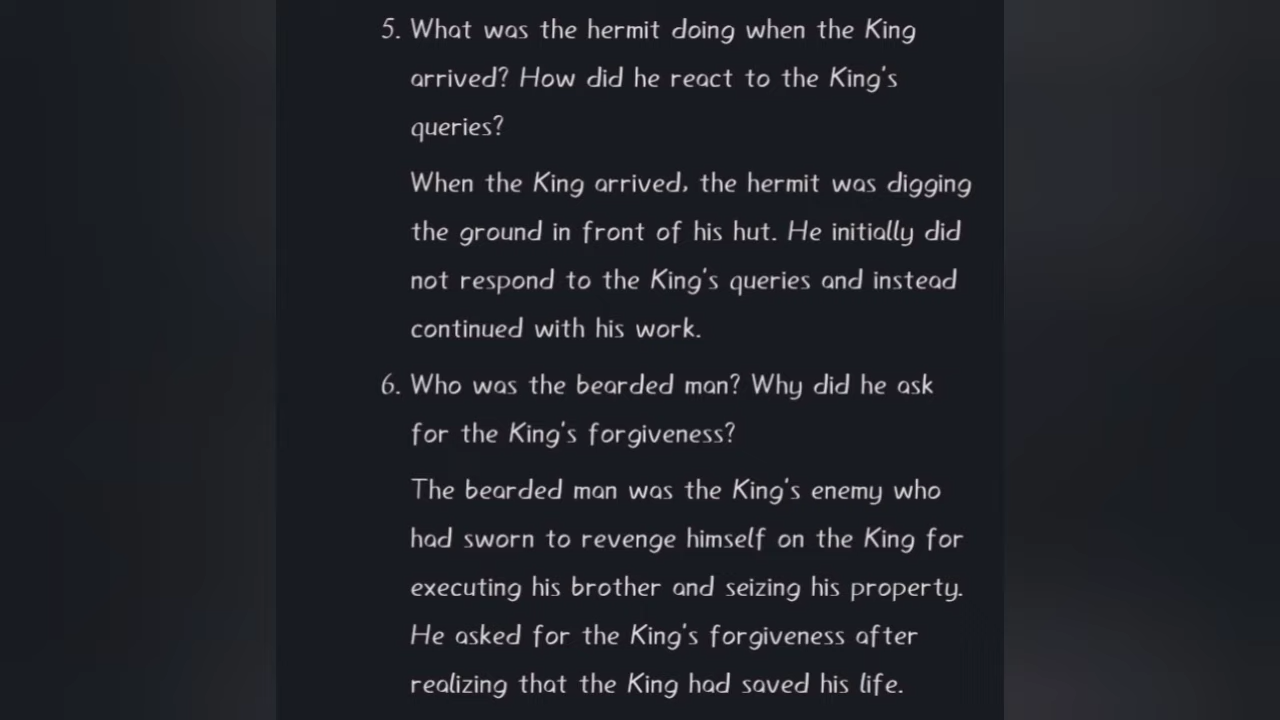 5. What was the hermit doing when the King
arrived? How did he react to the King's
queries?
When the King arrived, the hermit was digging
the ground in front of his hut. He initially did
not respond to the King's queries and instead
continued with his work.
6. Who was the bearded man? Why did he ask
for the King's forgiveness?
The bearded man was the King's enemy who
had sworn to revenge himself on the King for
executing his brother and seizing his property.
He asked for the King's forgiveness after
realizing that the King had saved his life.